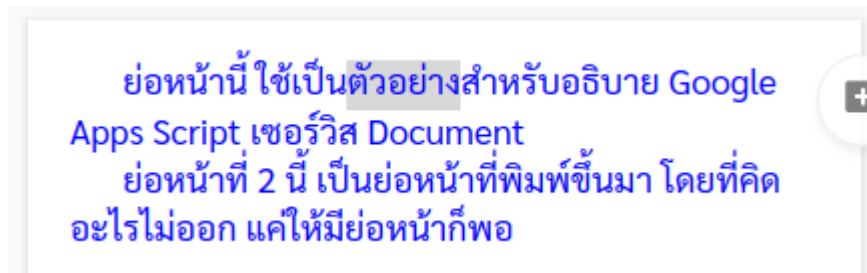 ย่อหน้านี้ ใช้เป็นตัวอย่างสำหรับอธิบาย Google
Apps Script เซอร์วิส Document
ย่อหน้าที่ 2 นี้ เป็นย่อหน้าที่พิมพ์ขึ้นมา โดยที่คิด
อะไรไม่ออก แค่ให้มีย่อหน้าก็พอ